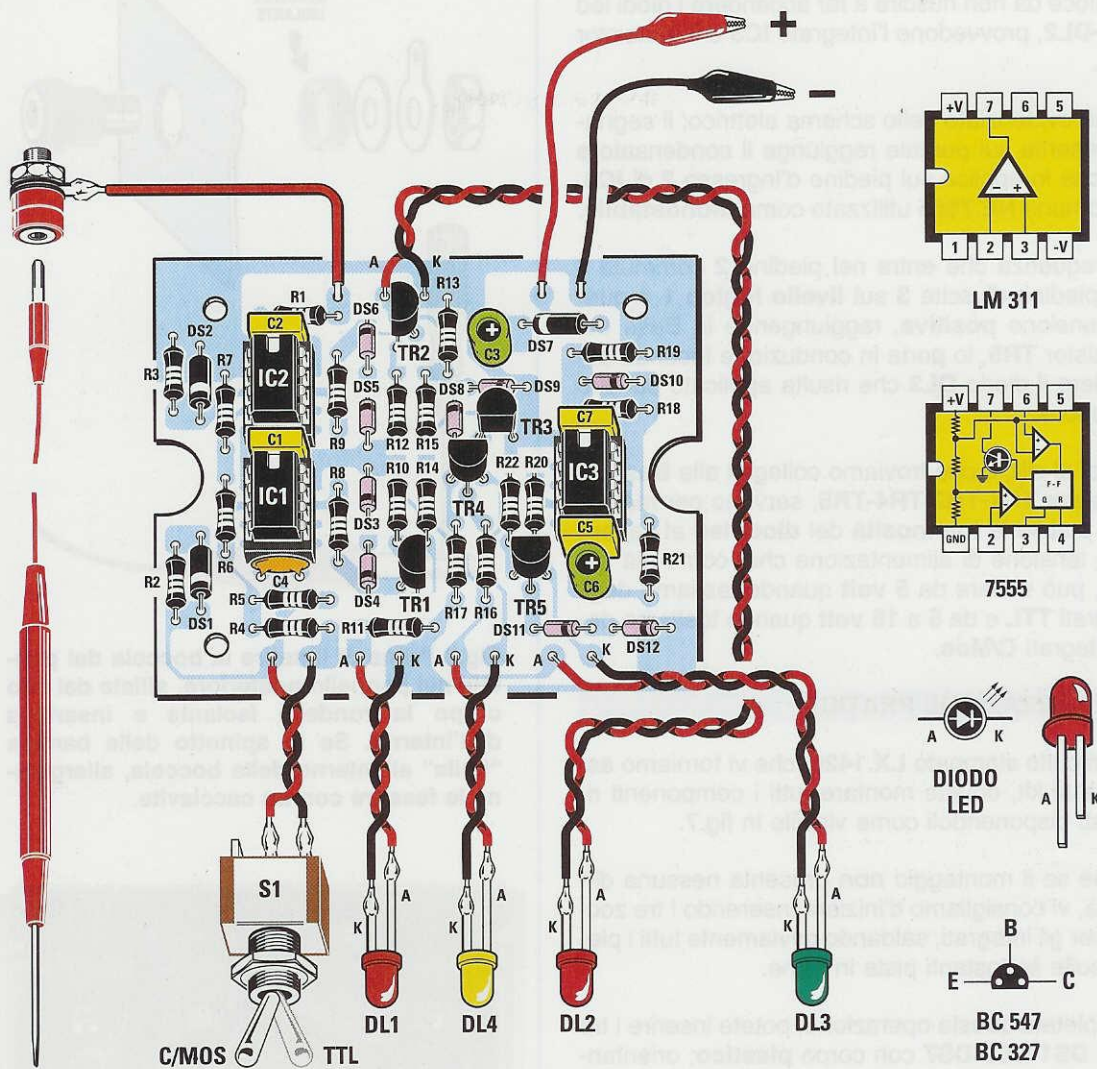 +
−
A
K
R13
R1
DS6
C2
DS2
R3
R7
IC2
TR2
C3
DS7
R19
DS5
DS8
DS9
DS10
R18
TR3
C7
C1
R9
R12
R15
IC1
R8
R10
R14
R22
R20
IC3
TR4
DS3
C5
R2
R6
DS1
C4
R21
C6
DS4
TR1
R17
R16
TR5
R5
R4
R11
DS11
DS12
A
K
A
K
A
K
+V
7
6
5
−
+
1
2
3
-V
LM 311
+V
7
6
5
F-F
Q
R
GND
2
3
4
7555
A
K
DIODO
LED
A
K
S1
C/MOS
TTL
K
A
DL1
K
A
DL4
K
A
DL2
K
A
DL3
B
E
C
BC 547
BC 327